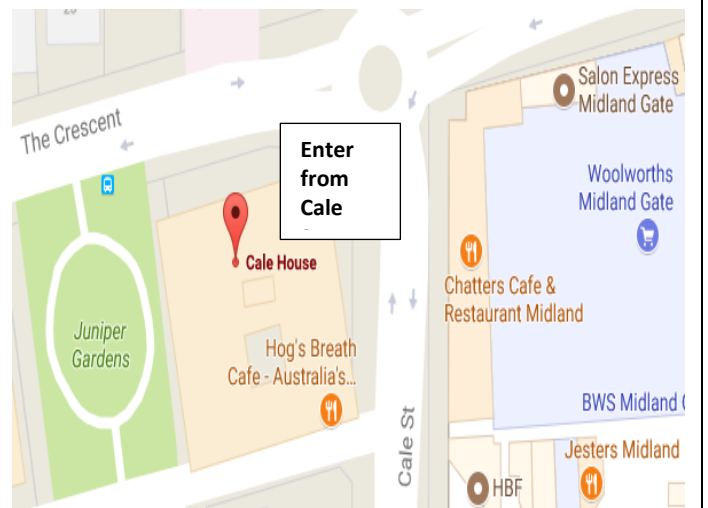 Salon Express
Midland Gate
The Crescent
Enter
from
Cale
Woolworths
Midland Gate
Cale House
Chatters Cafe &
Restaurant Midland
Juniper
Gardens
Hog's Breath
Cafe - Australia's...
BWS Midland
Cale St
Jesters Midland
HBF